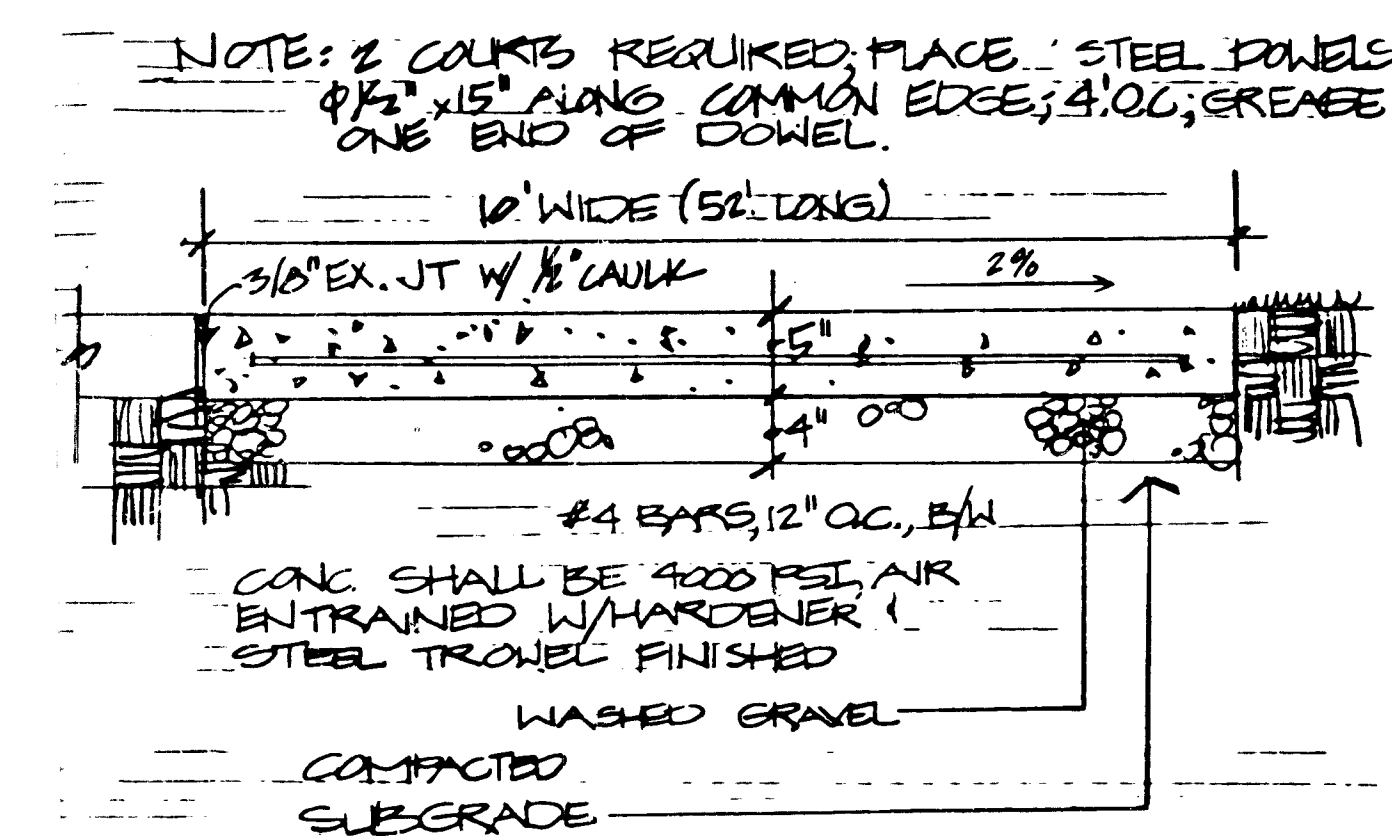 NOTE: 2 COURTS REQUIRED; PLACE STEEL DOWELS
φ 1/2" x 15" ALONG COMMON EDGE; 4' O.C.; GREASE
ONE END OF DOWEL.
10' WIDE (52' LONG)
3/8" EX. JT W/ 1/2" CAULK
2%
5"
4"
#4 BARS, 12" O.C., B/W
CONC. SHALL BE 4000 PSI, AIR
ENTRAINED W/HARDENER &
STEEL TROWEL FINISHED
WASHED GRAVEL
COMPACTED
SUBGRADE